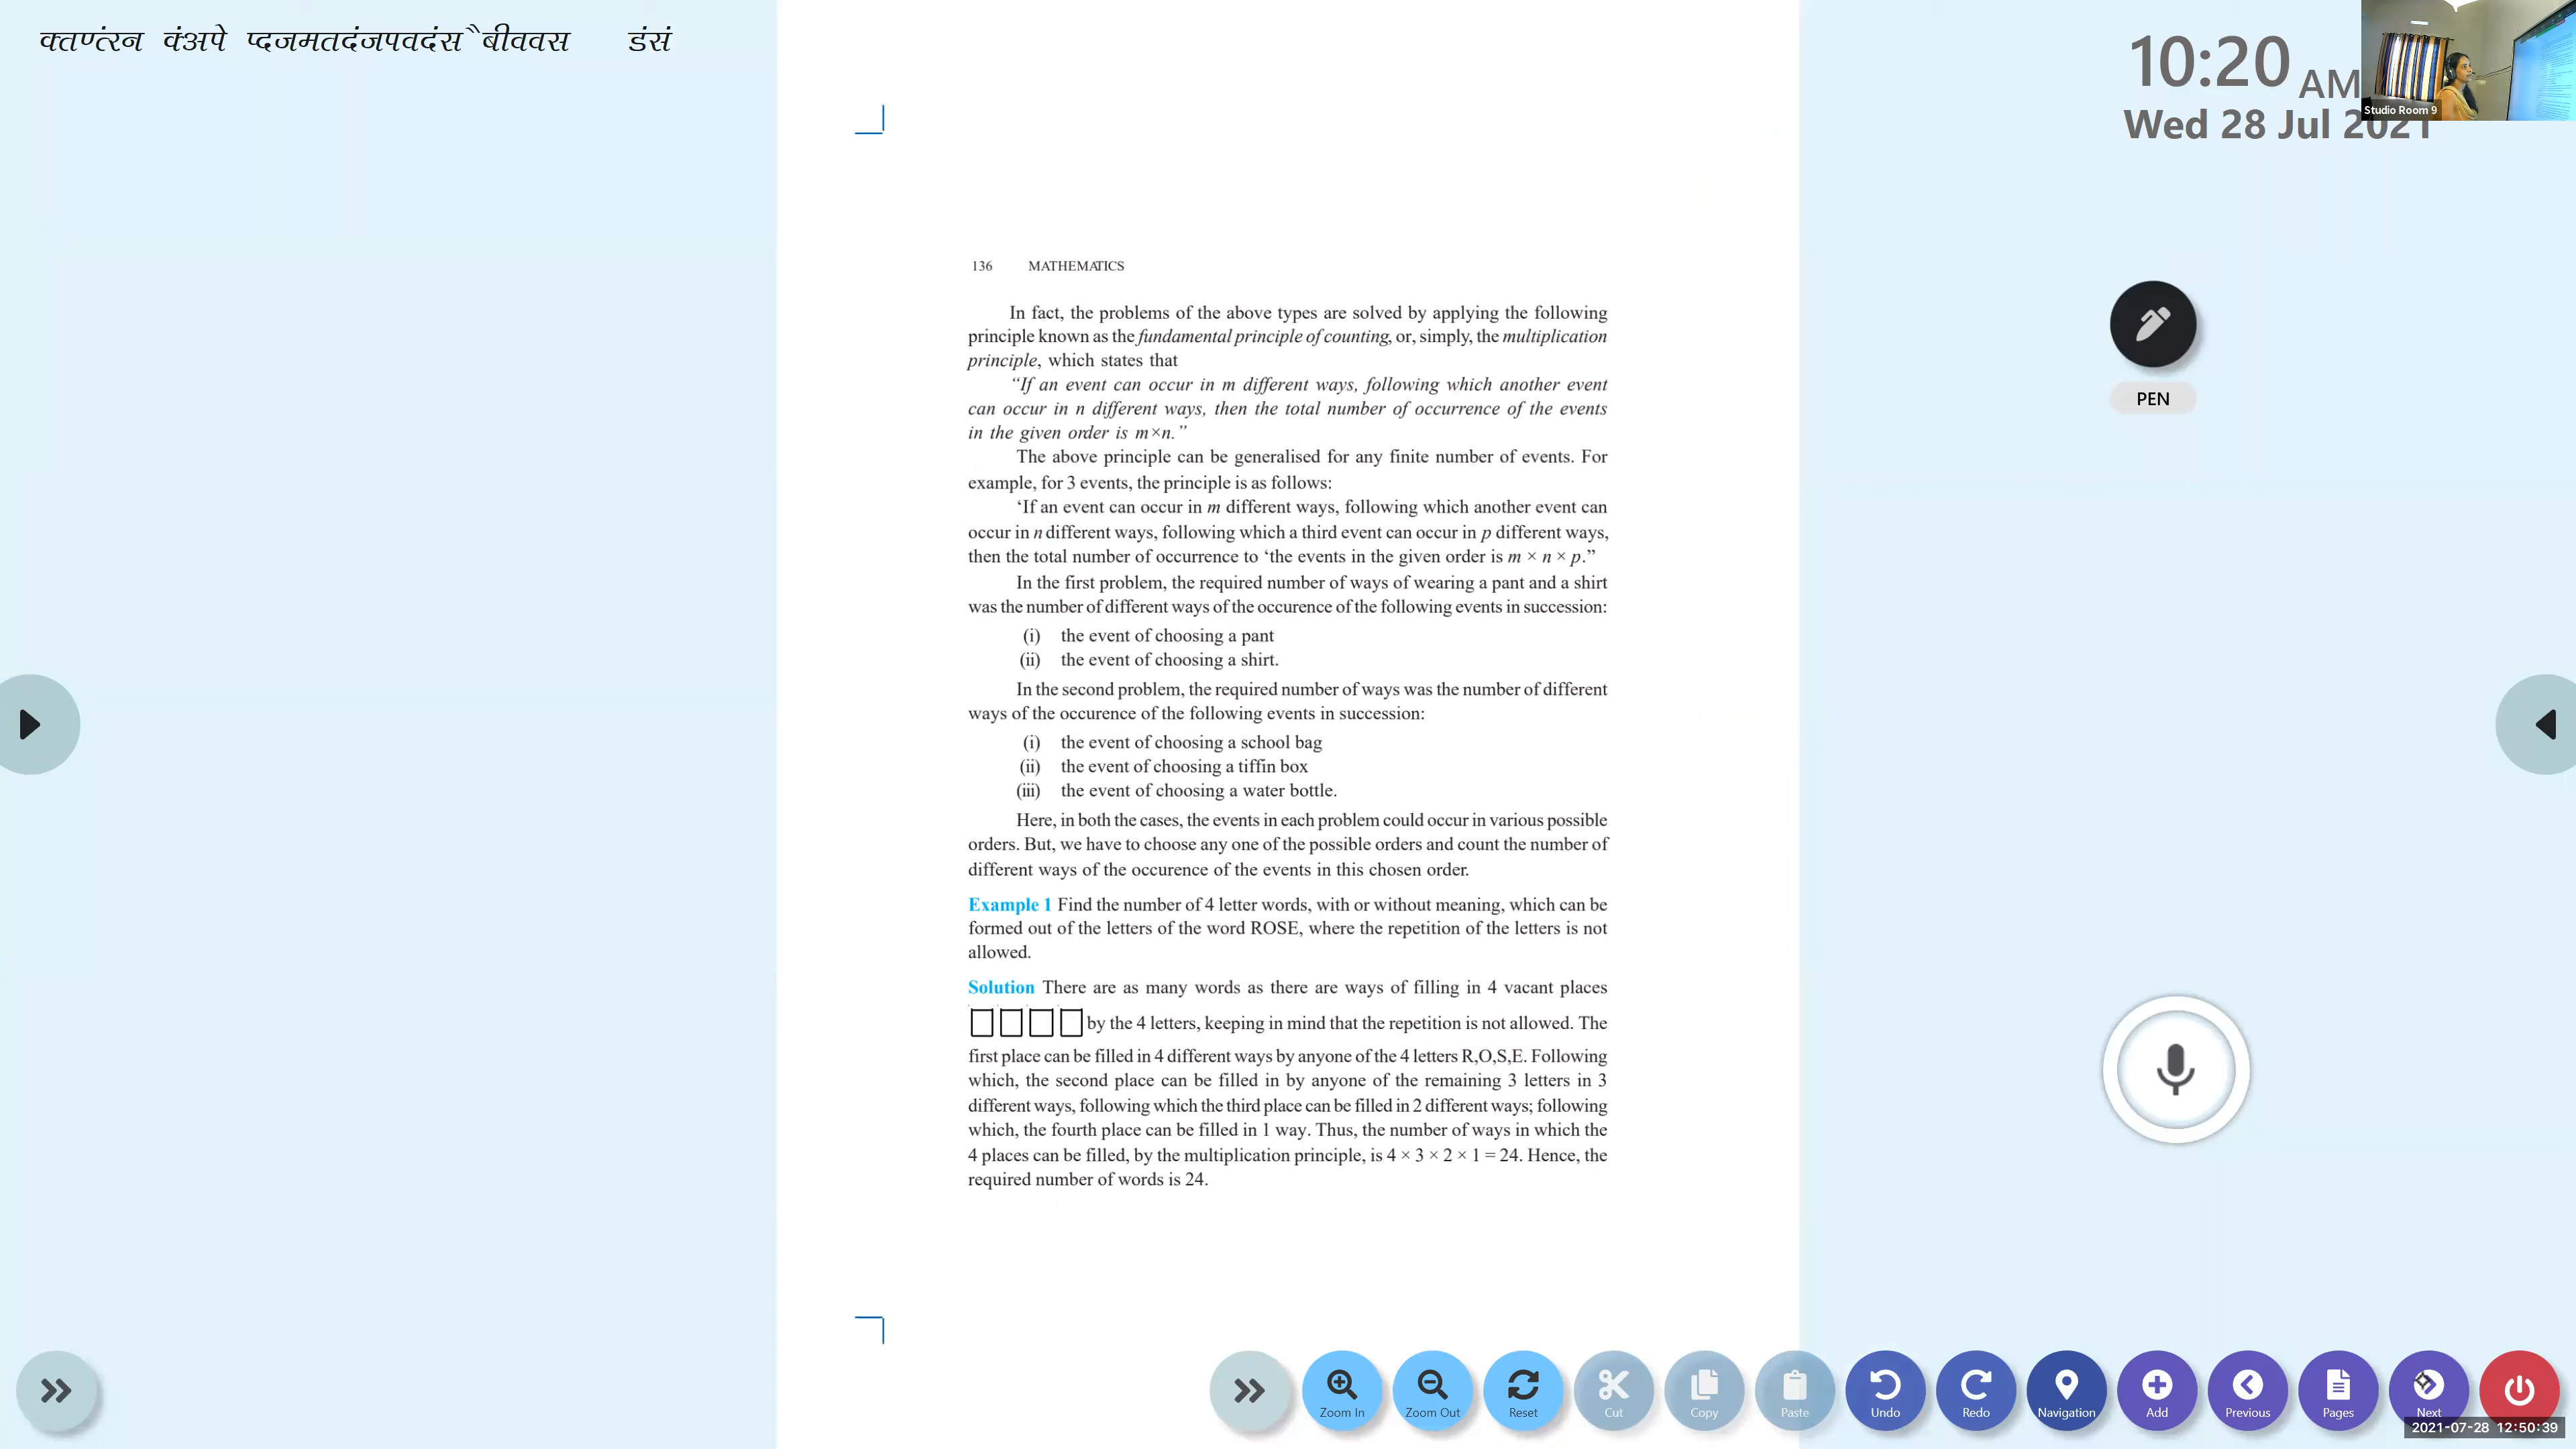 क्तण्ंरन कंअपे प्दजमतदंजपवदंस ैबीववस डंसं
10:20 AM
Studio Room 9
Wed 28 Jul 2021
136 MATHEMATICS
In fact, the problems of the above types are solved by applying the following
principle known as the fundamental principle of counting, or, simply, the multiplication
principle, which states that
“If an event can occur in m different ways, following which another event
can occur in n different ways, then the total number of occurrence of the events
in the given order is m×n.”
The above principle can be generalised for any finite number of events. For
example, for 3 events, the principle is as follows:
‘If an event can occur in m different ways, following which another event can
occur in n different ways, following which a third event can occur in p different ways,
then the total number of occurrence to ‘the events in the given order is m × n × p.”
In the first problem, the required number of ways of wearing a pant and a shirt
was the number of different ways of the occurence of the following events in succession:
(i) the event of choosing a pant
(ii) the event of choosing a shirt.
In the second problem, the required number of ways was the number of different
ways of the occurence of the following events in succession:
(i) the event of choosing a school bag
(ii) the event of choosing a tiffin box
(iii) the event of choosing a water bottle.
Here, in both the cases, the events in each problem could occur in various possible
orders. But, we have to choose any one of the possible orders and count the number of
different ways of the occurence of the events in this chosen order.
Example 1 Find the number of 4 letter words, with or without meaning, which can be
formed out of the letters of the word ROSE, where the repetition of the letters is not
allowed.
Solution There are as many words as there are ways of filling in 4 vacant places
by the 4 letters, keeping in mind that the repetition is not allowed. The
first place can be filled in 4 different ways by anyone of the 4 letters R,O,S,E. Following
which, the second place can be filled in by anyone of the remaining 3 letters in 3
different ways, following which the third place can be filled in 2 different ways; following
which, the fourth place can be filled in 1 way. Thus, the number of ways in which the
4 places can be filled, by the multiplication principle, is 4 × 3 × 2 × 1 = 24. Hence, the
required number of words is 24.
PEN
Zoom In Zoom Out Reset Cut Copy Paste Undo Redo Navigation Add Previous Pages Next
2021-07-28 12:50:39